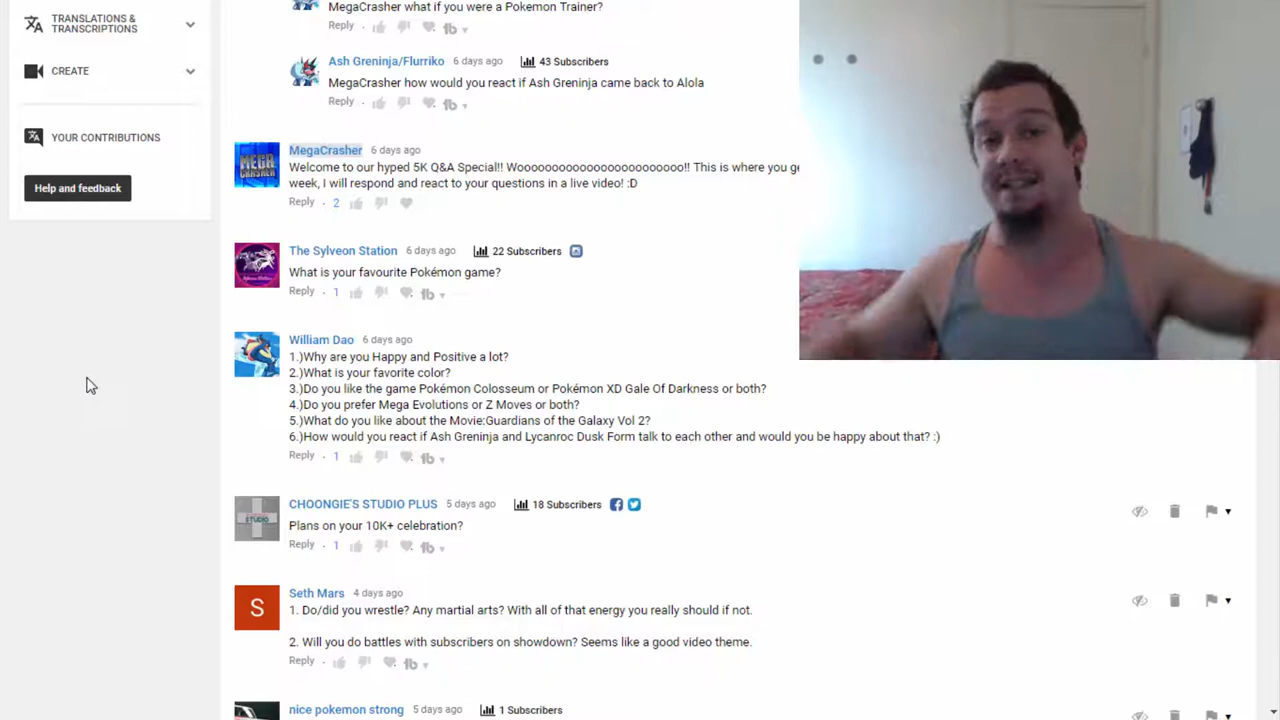 TRANSLATIONS &
TRANSCRIPTIONS
CREATE
YOUR CONTRIBUTIONS
Help and feedback
MegaCrasher what if you were a Pokemon Trainer?
Reply
Ash Greninja/Flurriko 6 days ago 43 Subscribers
MegaCrasher how would you react if Ash Greninja came back to Alola
Reply
MEGA
CRASHER
MegaCrasher 6 days ago
Welcome to our hyped 5K Q&A Special!! Woooooooooooooooooooooooo!! This is where you ge
week, I will respond and react to your questions in a live video! :D
Reply · 2
The Sylveon Station 6 days ago 22 Subscribers
What is your favourite Pokémon game?
Reply · 1
William Dao 6 days ago
1.)Why are you Happy and Positive a lot?
2.)What is your favorite color?
3.)Do you like the game Pokémon Colosseum or Pokémon XD Gale Of Darkness or both?
4.)Do you prefer Mega Evolutions or Z Moves or both?
5.)What do you like about the Movie:Guardians of the Galaxy Vol 2?
6.)How would you react if Ash Greninja and Lycanroc Dusk Form talk to each other and would you be happy about that? :)
Reply · 1
STUDIO
CHOONGIE'S STUDIO PLUS 5 days ago 18 Subscribers
Plans on your 10K+ celebration?
Reply · 1
S
Seth Mars 4 days ago
1. Do/did you wrestle? Any martial arts? With all of that energy you really should if not.
2. Will you do battles with subscribers on showdown? Seems like a good video theme.
Reply ·
nice pokemon strong 5 days ago 1 Subscribers